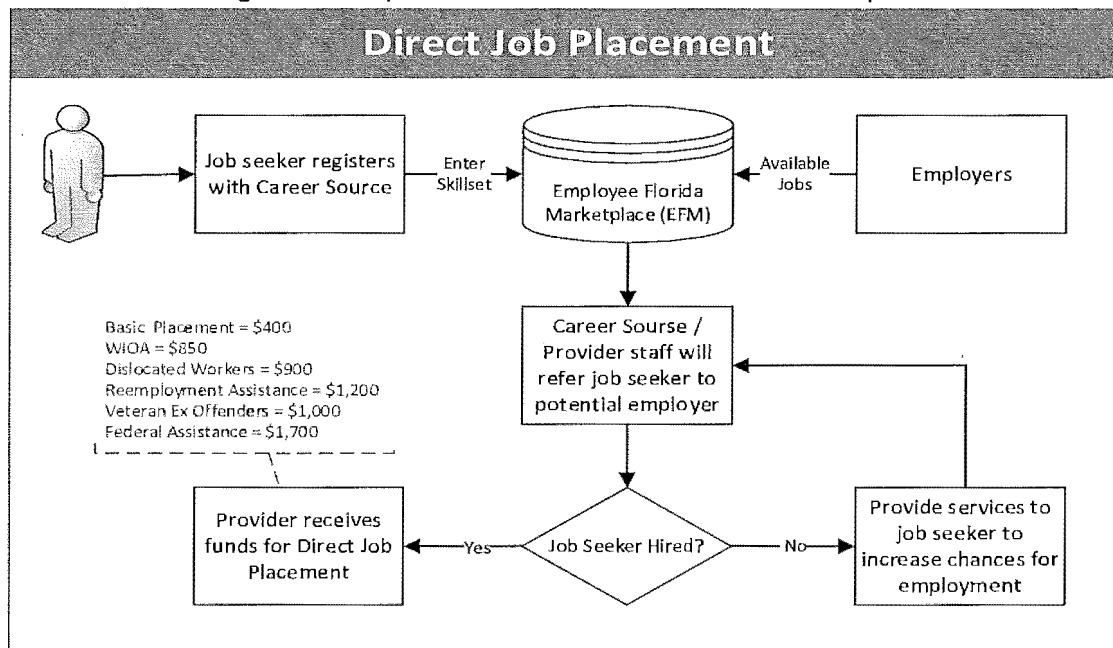 Direct Job Placement
Job seeker registers
with Career Source
Enter
Skillset
Employee Florida
Marketplace (EFM)
Available
Jobs
Employers
Career Sourse /
Provider staff will
refer job seeker to
potential employer
Basic Placement = $400
WIOA = $850
Dislocated Workers = $900
Reemployment Assistance = $1,200
Veteran Ex Offenders = $1,000
Federal Assistance = $1,700
Provider receives
funds for Direct Job
Placement
Yes
Job Seeker Hired?
No
Provide services to
job seeker to
increase chances for
employment